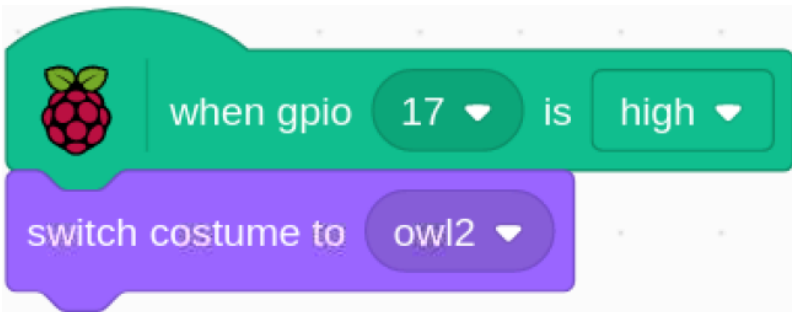 when gpio 17 is high
switch costume to owl2